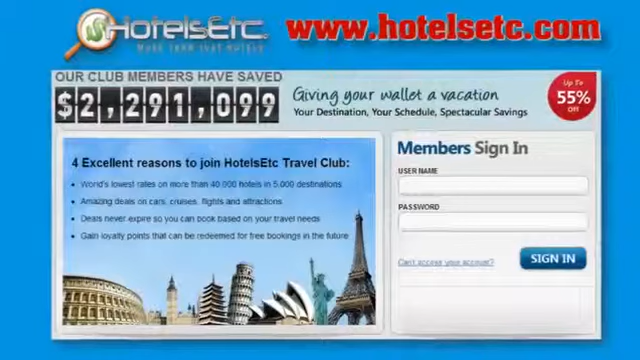 HotelsEtc.
More than just hotels
www.hotelsetc.com
OUR CLUB MEMBERS HAVE SAVED
$2,291,099
Giving your wallet a vacation
Your Destination, Your Schedule, Spectacular Savings
Up To
55%
Off
4 Excellent reasons to join HotelsEtc Travel Club:
• World's lowest rates on more than 40,000 hotels in 5,000 destinations
• Amazing deals on cars, cruises, flights and attractions
• Deals never expire so you can book based on your travel needs
• Gain loyalty points that can be redeemed for free bookings in the future
Members Sign In
USER NAME
PASSWORD
Can't access your account?
SIGN IN